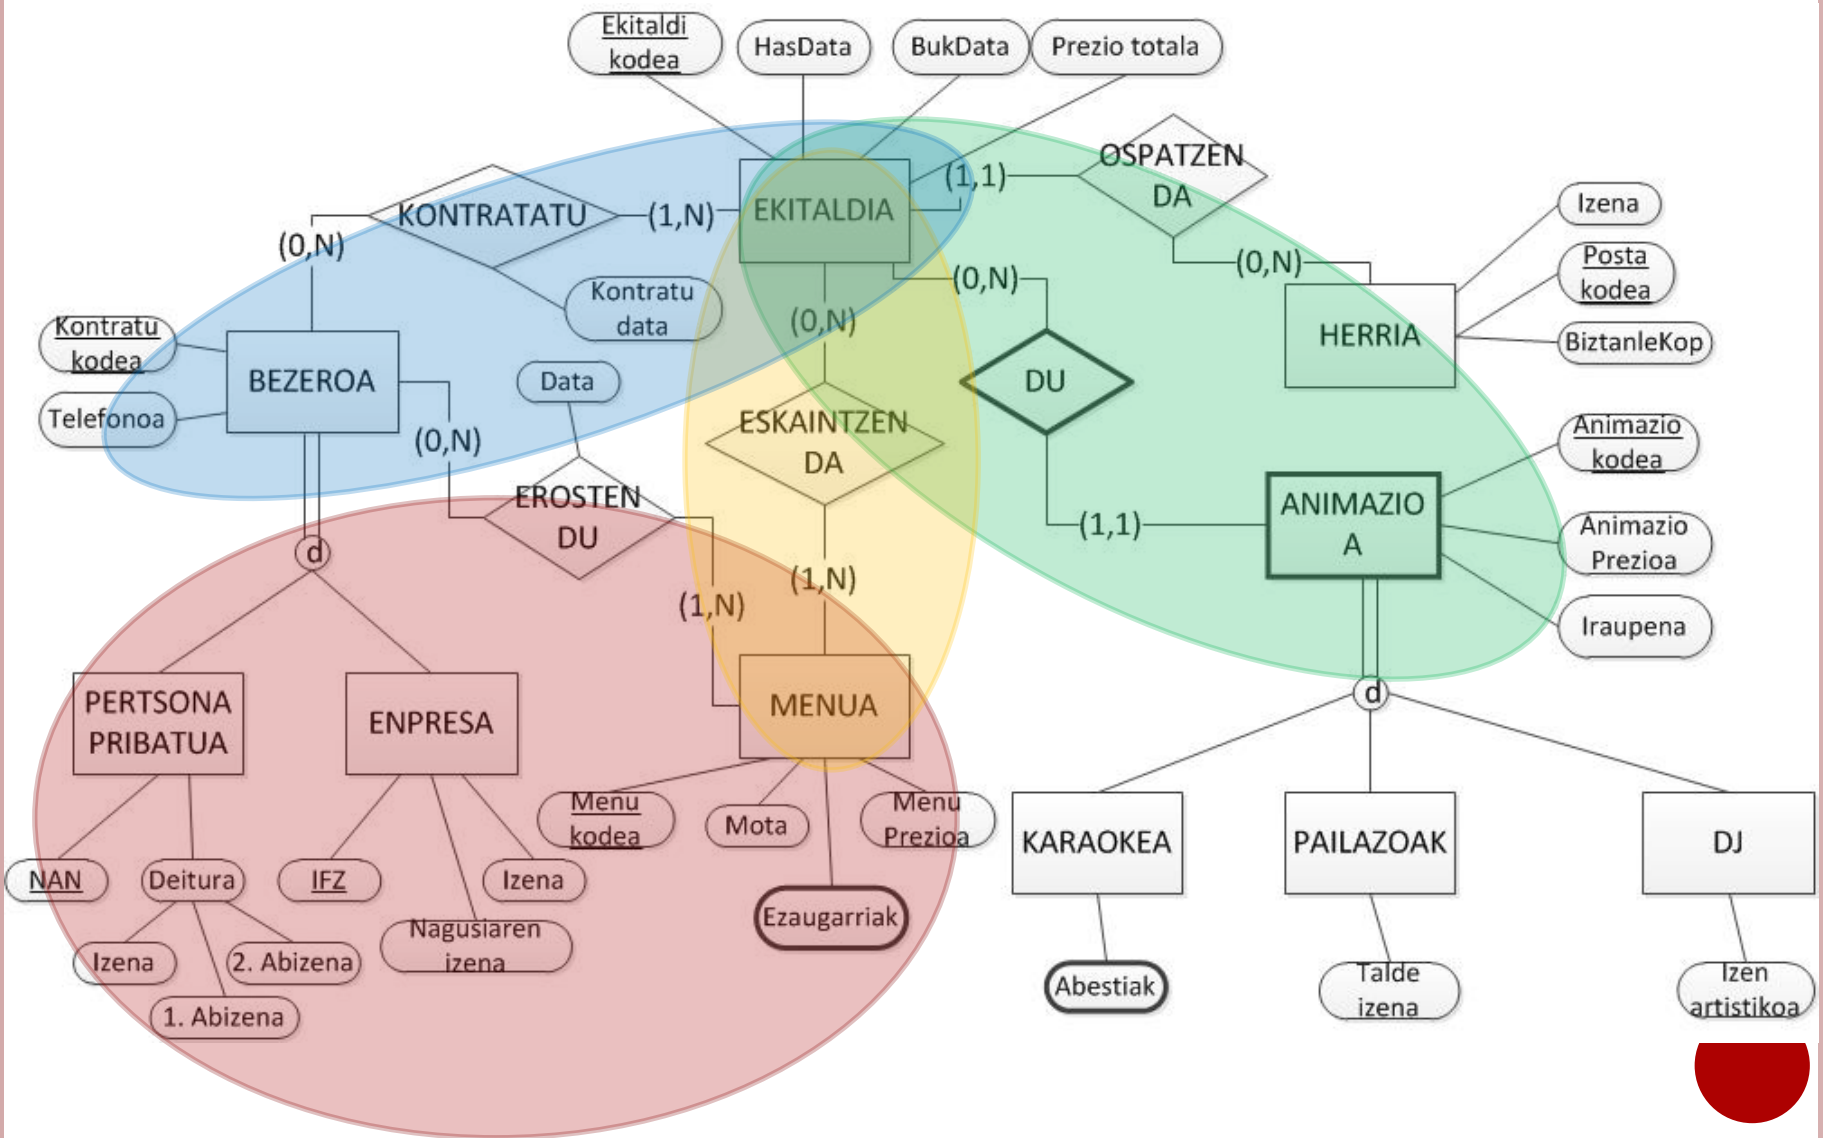 Ekitaldi
kodea
HasData
BukData
Prezio totala
OSPATZEN
DA
(1,1)
KONTRATATU
(1,N)
EKITALDIA
Izena
(0,N)
(0,N)
(0,N)
Posta
kodea
Kontratu
data
(0,N)
Kontratu
kodea
HERRIA
BiztanleKop
BEZEROA
Data
DU
Telefonoa
(0,N)
ESKAINTZEN
DA
Animazio
kodea
EROSTEN
DU
ANIMAZIO
A
(1,1)
Animazio
Prezioa
d
(1,N)
(1,N)
Iraupena
d
PERTSONA
PRIBATUA
ENPRESA
MENUA
Menu
kodea
Mota
Menu
Prezioa
KARAOKEA
PAILAZOAK
DJ
NAN
Deitura
IFZ
Izena
Ezaugarriak
Nagusiaren
izena
Izena
2. Abizena
Abestiak
Talde
izena
Izen
artistikoa
1. Abizena